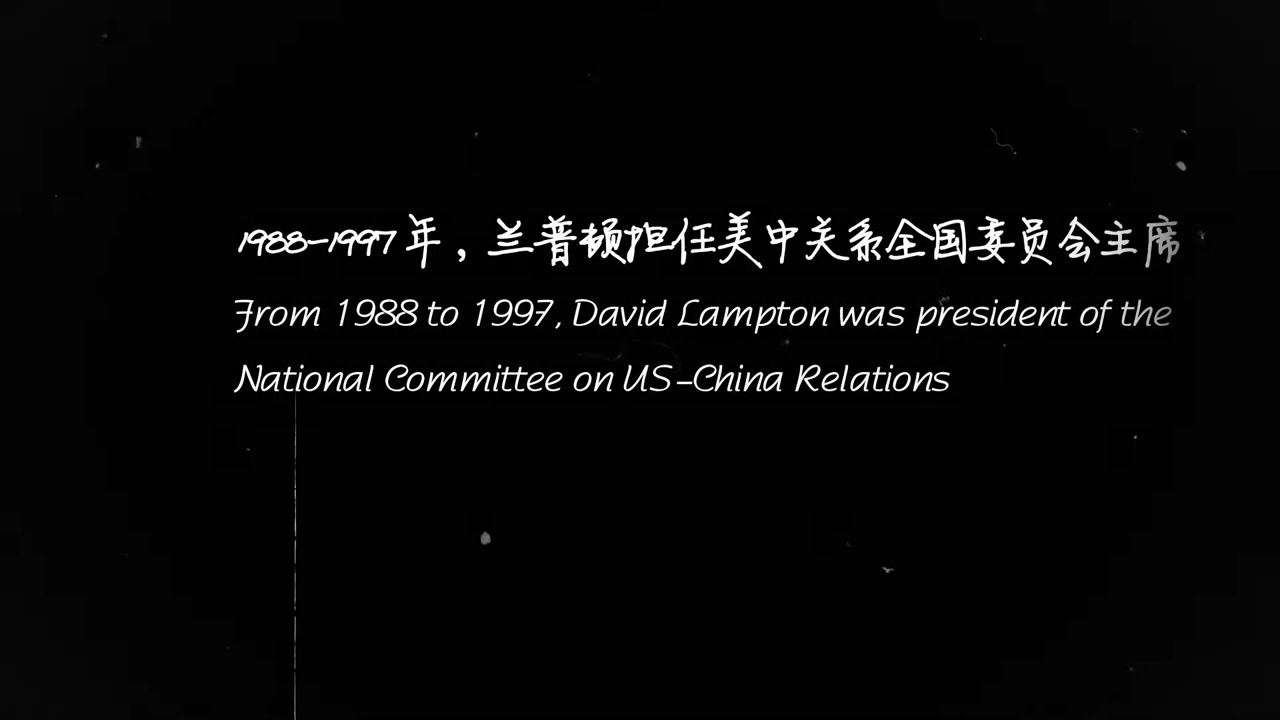 1988-1997年，兰普顿担任美中关系全国委员会主席
From 1988 to 1997, David Lampton was president of the
National Committee on US-China Relations